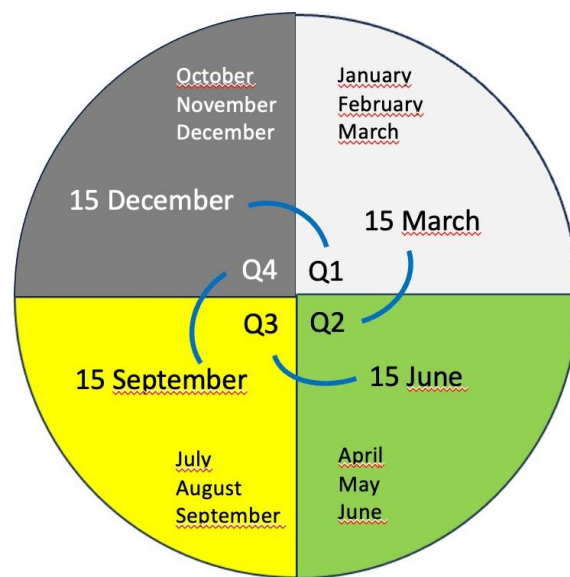 October
November
December
15 December
Q4
January
February
March
15 March
Q1
Q3
15 September
July
August
September
Q2
15 June
April
May
June